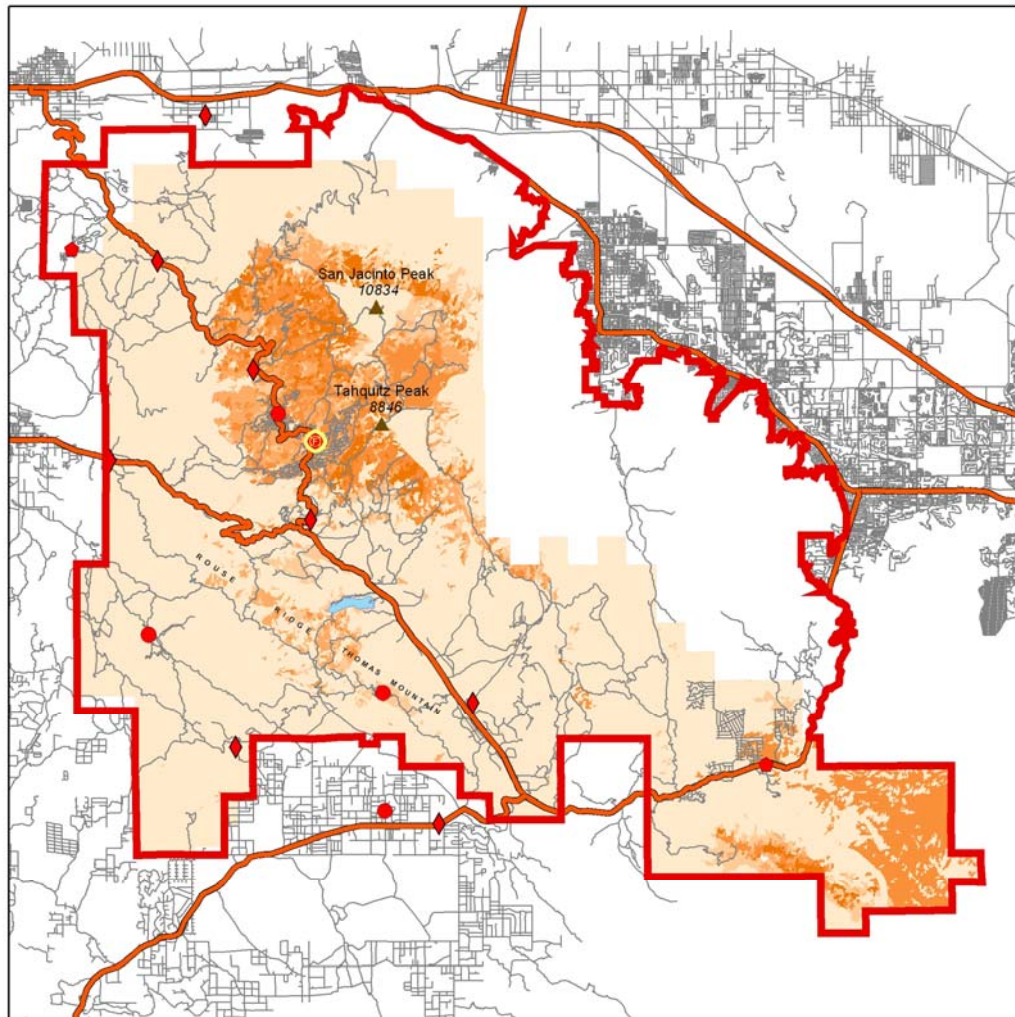 San Jacinto Peak
10834
Tahquitz Peak
8846
F
ROUSE RIDGE
THOMAS MOUNTAIN